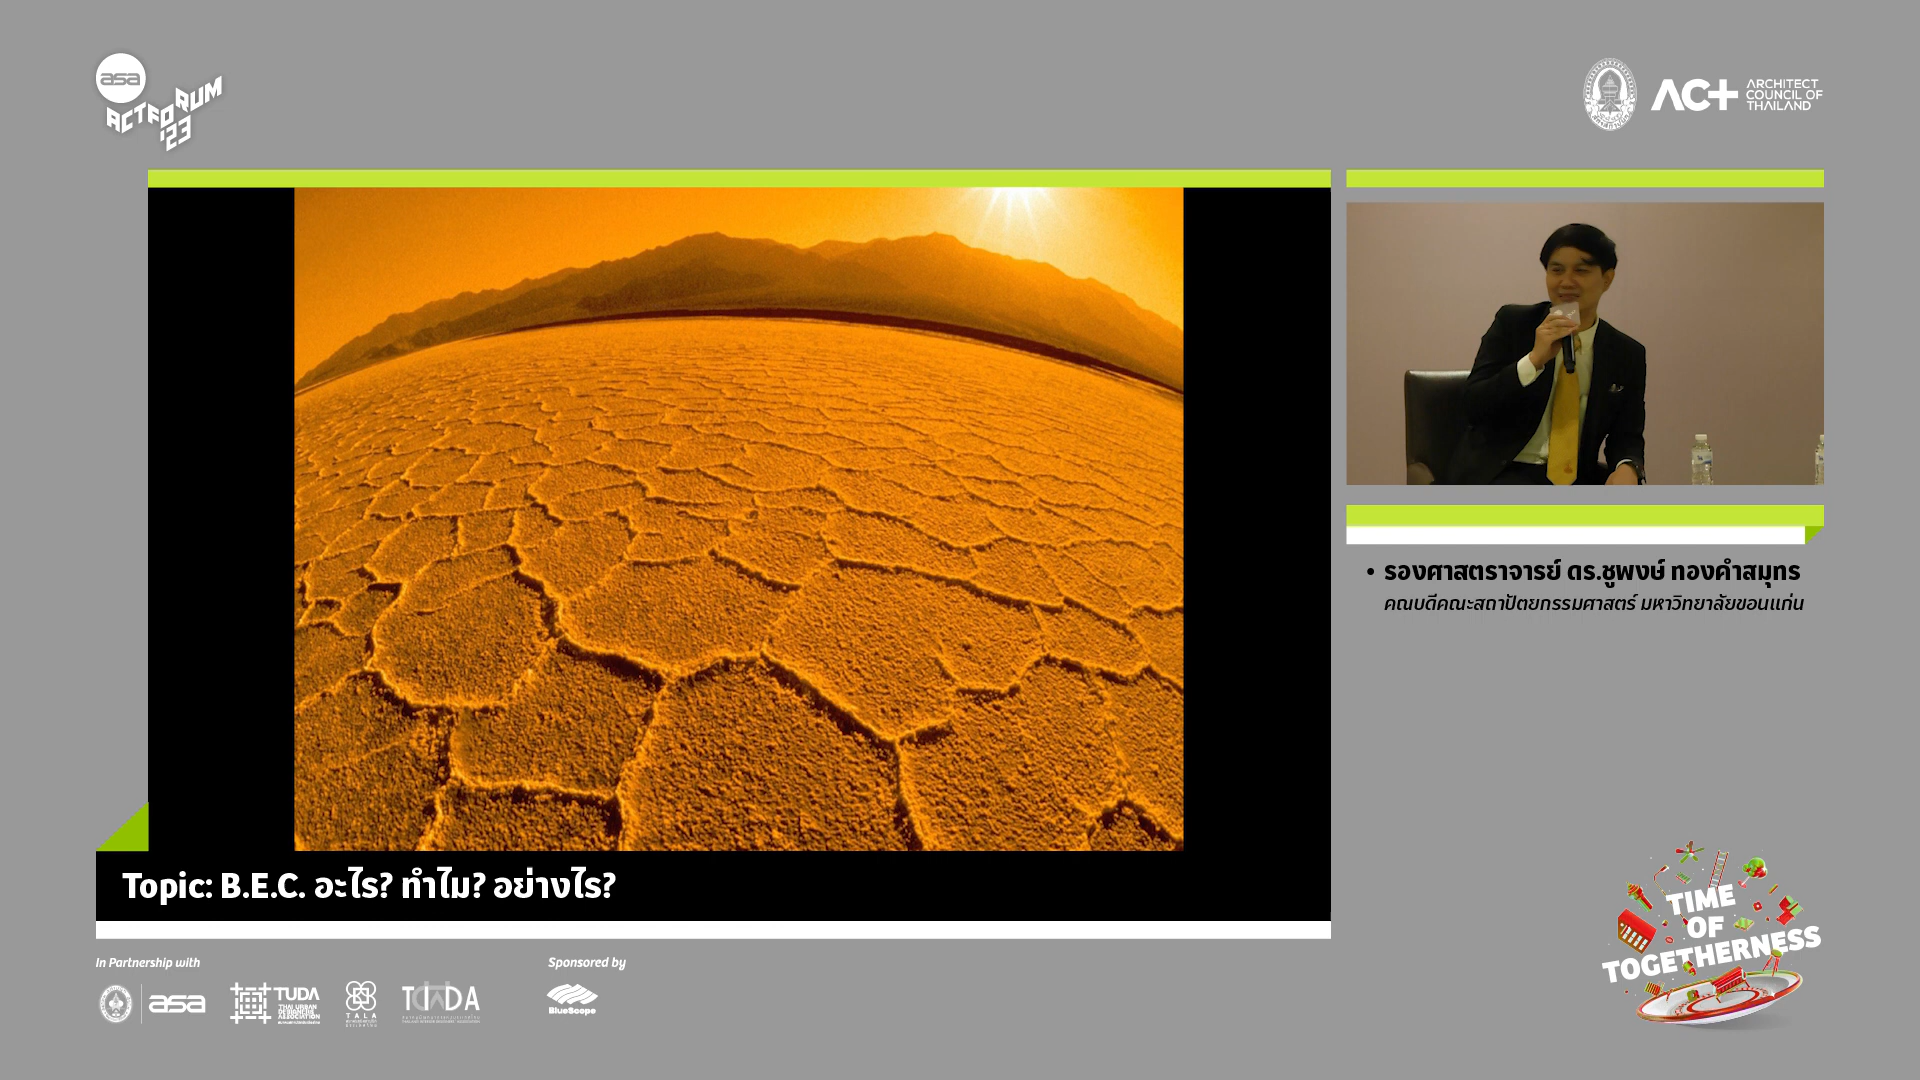 asa
ACTFORUM
'23
ACT
ARCHITECT
COUNCIL OF
THAILAND
รองศาสตราจารย์ ดร.ชูพงษ์ ทองคำสมุทร
คณบดีคณะสถาปัตยกรรมศาสตร์ มหาวิทยาลัยขอนแก่น
Topic: B.E.C. อะไร? ทำไม? อย่างไร?
In Partnership with
Sponsored by
asa
TUDA
THAI URBAN
DESIGNERS
ASSOCIATION
TALA
TIDA
BlueScope
TIME
OF
TOGETHERNESS